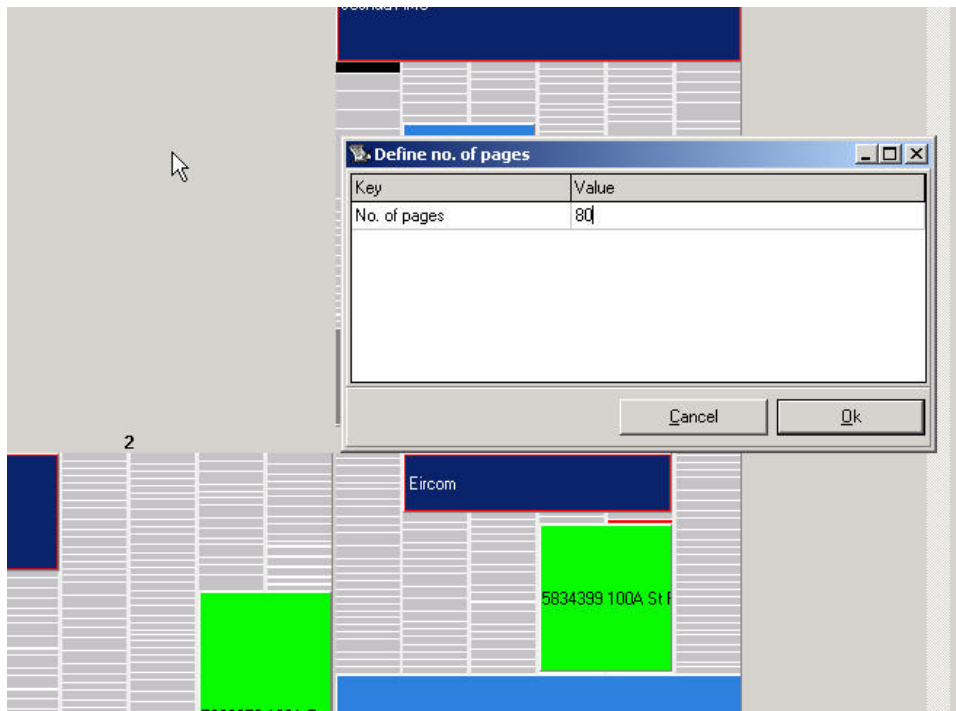 Define no. of pages
Key Value
No. of pages 80
Cancel Ok
2
Eircom
5834399 100A St